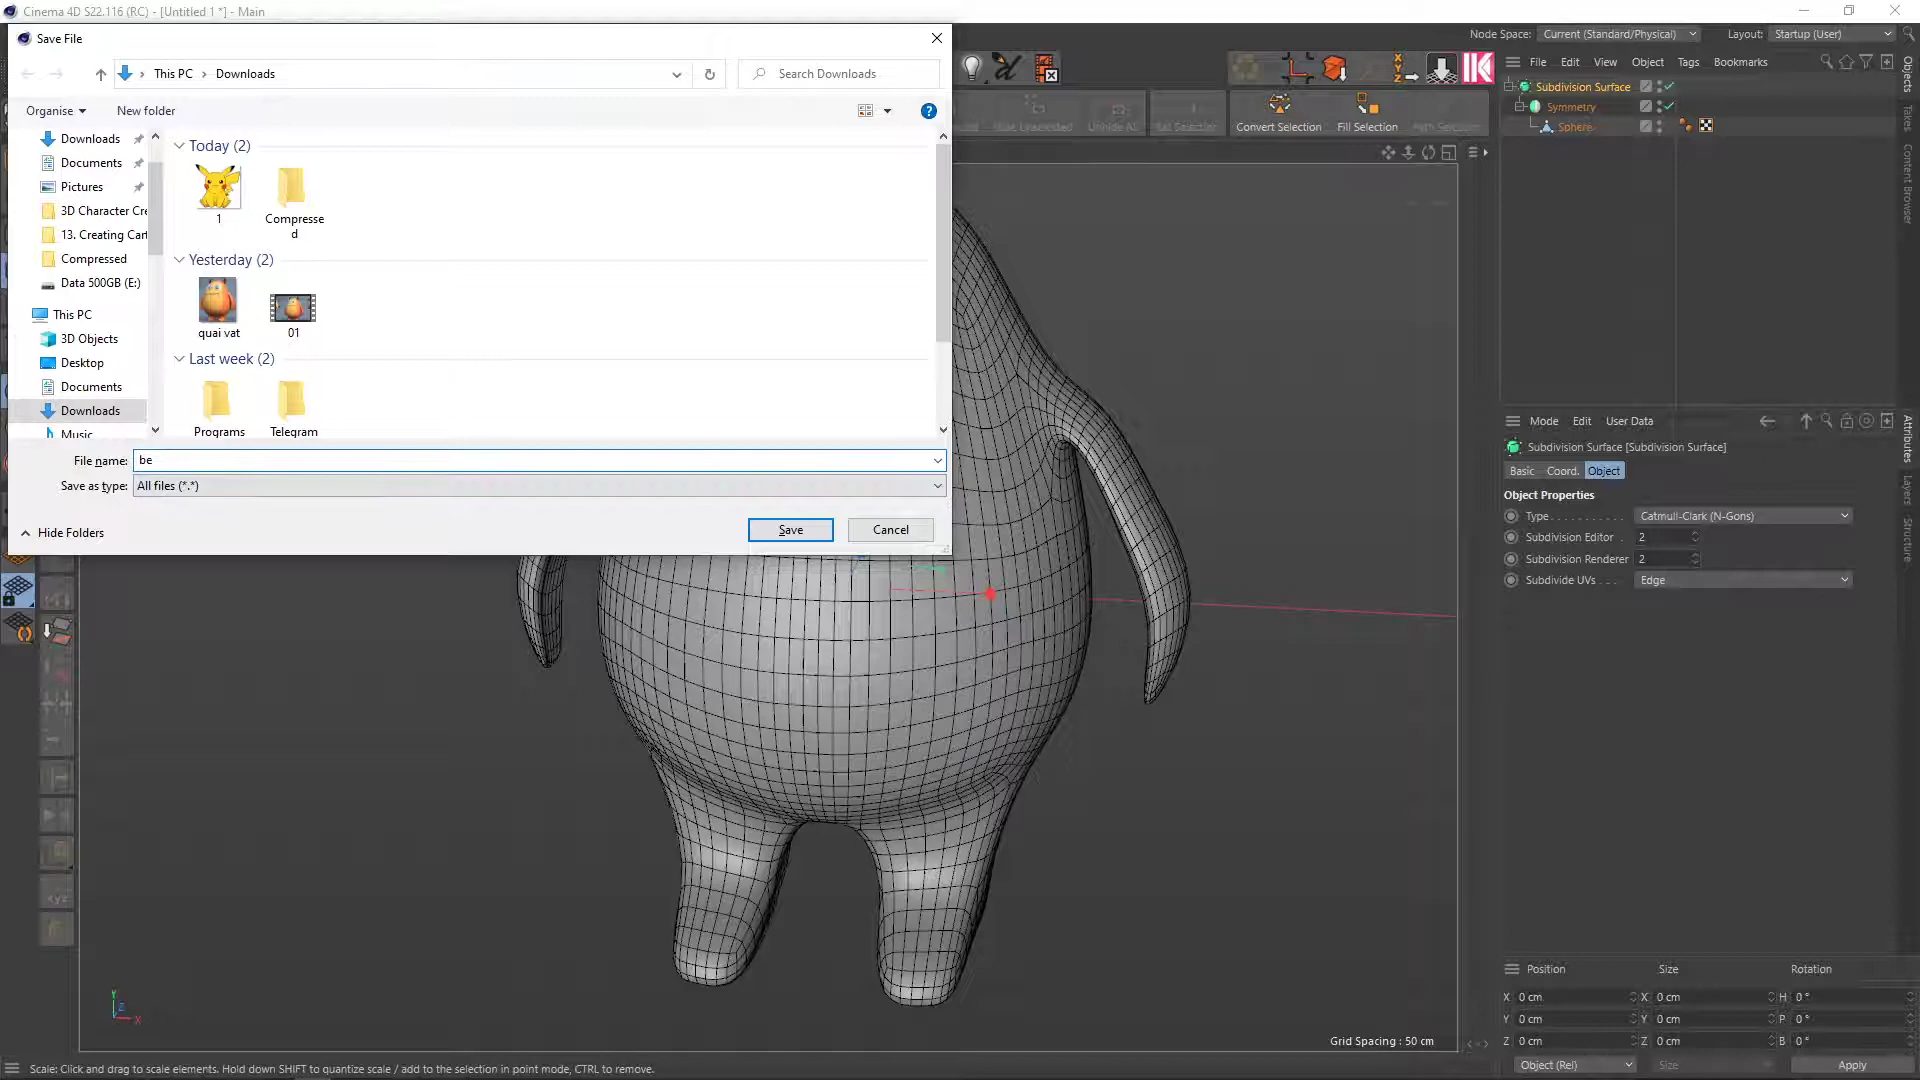 Cinema 4D S22.116 (RC) - [Untitled 1 *] - Main
Node Space: Current (Standard/Physical) Layout: Startup (User)
Save File
This PC > Downloads
Search Downloads
Organise
New folder
Downloads
Documents
Pictures
3D Character Cre
13. Creating Cart
Compressed
Data 500GB (E:)
This PC
3D Objects
Desktop
Documents
Downloads
Music
Today (2)
1
Compresse
d
Yesterday (2)
quai vat
01
Last week (2)
Programs
Telegram
File name: be
Save as type: All files (*.*)
Hide Folders
Save
Cancel
Convert Selection
Fill Selection
File Edit View Object Tags Bookmarks
Subdivision Surface
Symmetry
Sphere
Objects
Takes
Content Browser
Mode Edit User Data
Subdivision Surface [Subdivision Surface]
Basic Coord. Object
Object Properties
Type Catmull-Clark (N-Gons)
Subdivision Editor 2
Subdivision Renderer 2
Subdivide UVs Edge
Attributes
Layers
Structure
Y
Z
X
Grid Spacing : 50 cm
Position Size Rotation
X 0 cm X 0 cm H 0 °
Y 0 cm Y 0 cm P 0 °
Z 0 cm Z 0 cm B 0 °
Object (Rel) Size Apply
Scale: Click and drag to scale elements. Hold down SHIFT to quantize scale / add to the selection in point mode, CTRL to remove.